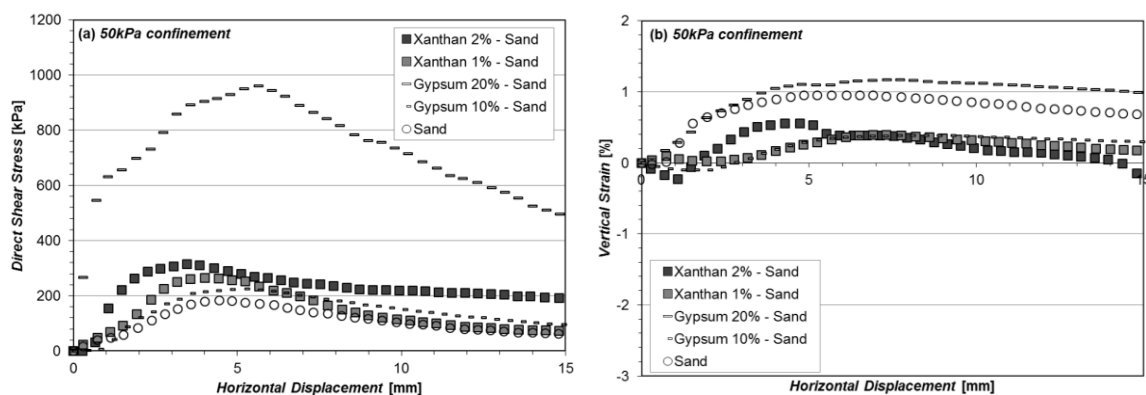 (a) 50kPa confinement
Direct Shear Stress [kPa]
1200
1000
800
600
400
200
0
0
5
10
15
Horizontal Displacement [mm]
Xanthan 2% - Sand
Xanthan 1% - Sand
Gypsum 20% - Sand
Gypsum 10% - Sand
Sand
(b) 50kPa confinement
Vertical Strain [%]
2
1
0
-1
-2
-3
0
5
10
15
Xanthan 2% - Sand
Xanthan 1% - Sand
Gypsum 20% - Sand
Gypsum 10% - Sand
Sand
Horizontal Displacement [mm]